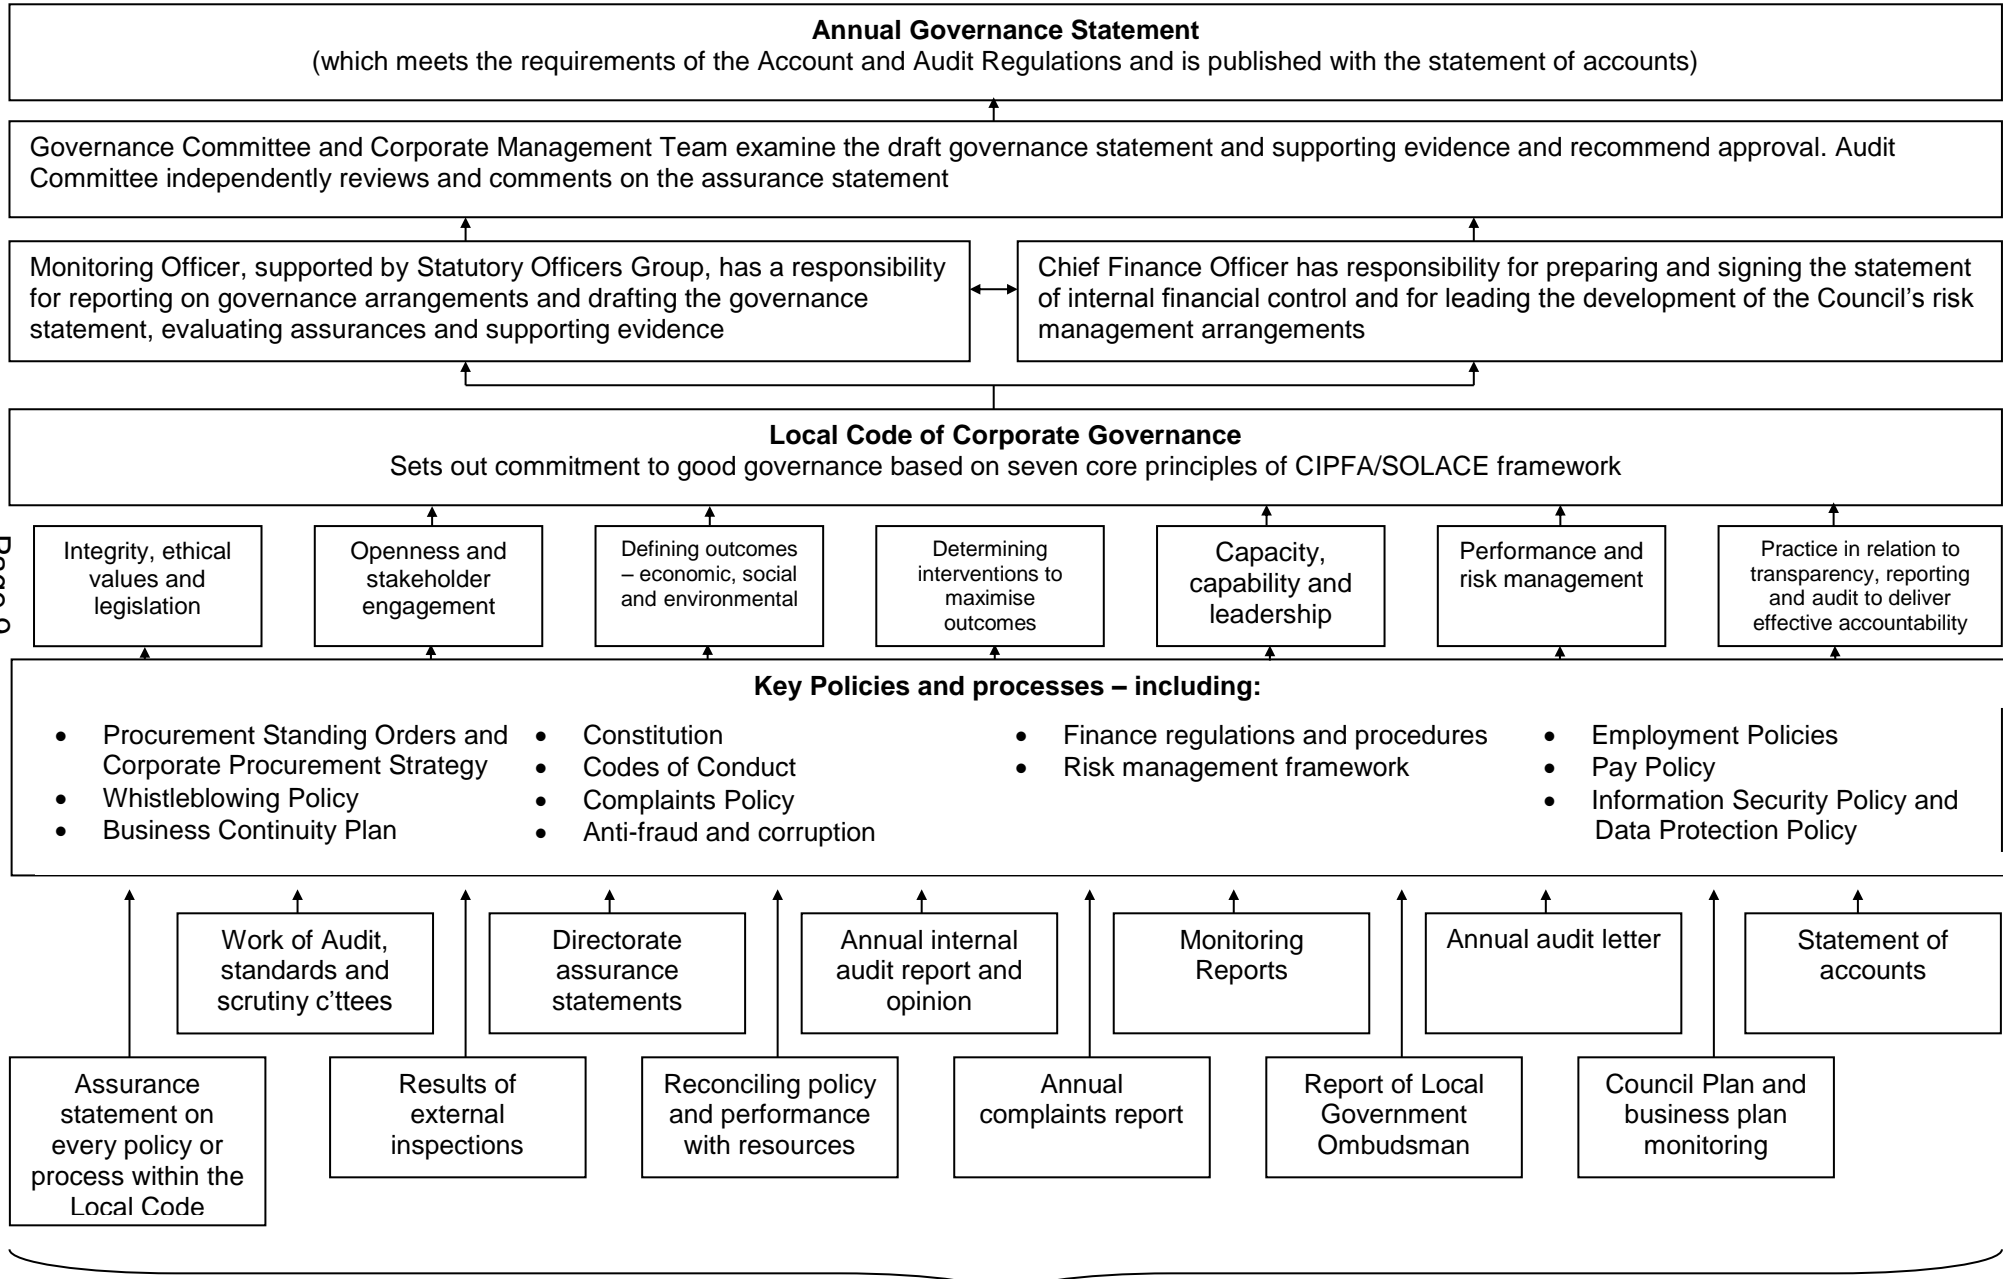 Annual Governance Statement
(which meets the requirements of the Account and Audit Regulations and is published with the statement of accounts)
Governance Committee and Corporate Management Team examine the draft governance statement and supporting evidence and recommend approval. Audit
Committee independently reviews and comments on the assurance statement
Monitoring Officer, supported by Statutory Officers Group, has a responsibility
for reporting on governance arrangements and drafting the governance
statement, evaluating assurances and supporting evidence
Chief Finance Officer has responsibility for preparing and signing the statement
of internal financial control and for leading the development of the Council’s risk
management arrangements
Local Code of Corporate Governance
Sets out commitment to good governance based on seven core principles of CIPFA/SOLACE framework
Integrity, ethical
values and
legislation
Openness and
stakeholder
engagement
Defining outcomes
– economic, social
and environmental
Determining
interventions to
maximise
outcomes
Capacity,
capability and
leadership
Performance and
risk management
Practice in relation to
transparency, reporting
and audit to deliver
effective accountability
Key Policies and processes – including:
• Procurement Standing Orders and
Corporate Procurement Strategy
• Whistleblowing Policy
• Business Continuity Plan
• Constitution
• Codes of Conduct
• Complaints Policy
• Anti-fraud and corruption
• Finance regulations and procedures
• Risk management framework
• Employment Policies
• Pay Policy
• Information Security Policy and
Data Protection Policy
Work of Audit,
standards and
scrutiny c’ttees
Directorate
assurance
statements
Annual internal
audit report and
opinion
Monitoring
Reports
Annual audit letter
Statement of
accounts
Assurance
statement on
every policy or
process within the
Local Code
Results of
external
inspections
Reconciling policy
and performance
with resources
Annual
complaints report
Report of Local
Government
Ombudsman
Council Plan and
business plan
monitoring